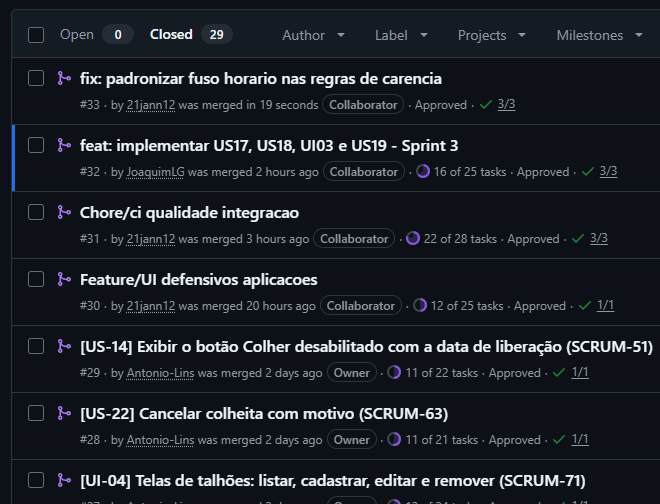 Open 0 Closed 29 Author Label Projects Milestones
fix: padronizar fuso horario nas regras de carencia
#33 · by 21jann12 was merged in 19 seconds Collaborator · Approved · 3/3
feat: implementar US17, US18, UI03 e US19 - Sprint 3
#32 · by JoaquimLG was merged 2 hours ago Collaborator · 16 of 25 tasks · Approved · 3/3
Chore/ci qualidade integracao
#31 · by 21jann12 was merged 3 hours ago Collaborator · 22 of 28 tasks · Approved · 3/3
Feature/UI defensivos aplicacoes
#30 · by 21jann12 was merged 20 hours ago Collaborator · 12 of 25 tasks · Approved · 1/1
[US-14] Exibir o botão Colher desabilitado com a data de liberação (SCRUM-51)
#29 · by Antonio-Lins was merged 2 days ago Owner · 11 of 22 tasks · Approved · 1/1
[US-22] Cancelar colheita com motivo (SCRUM-63)
#28 · by Antonio-Lins was merged 2 days ago Owner · 11 of 21 tasks · Approved · 1/1
[UI-04] Telas de talhões: listar, cadastrar, editar e remover (SCRUM-71)